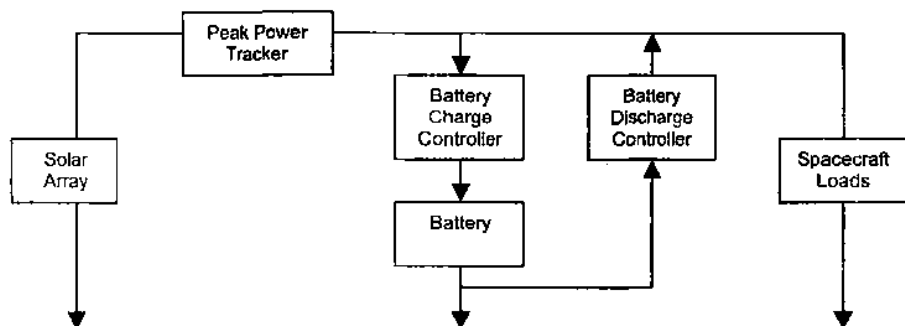 Peak Power
Tracker
Battery
Charge
Controller
Battery
Discharge
Controller
Solar
Array
Spacecraft
Loads
Battery